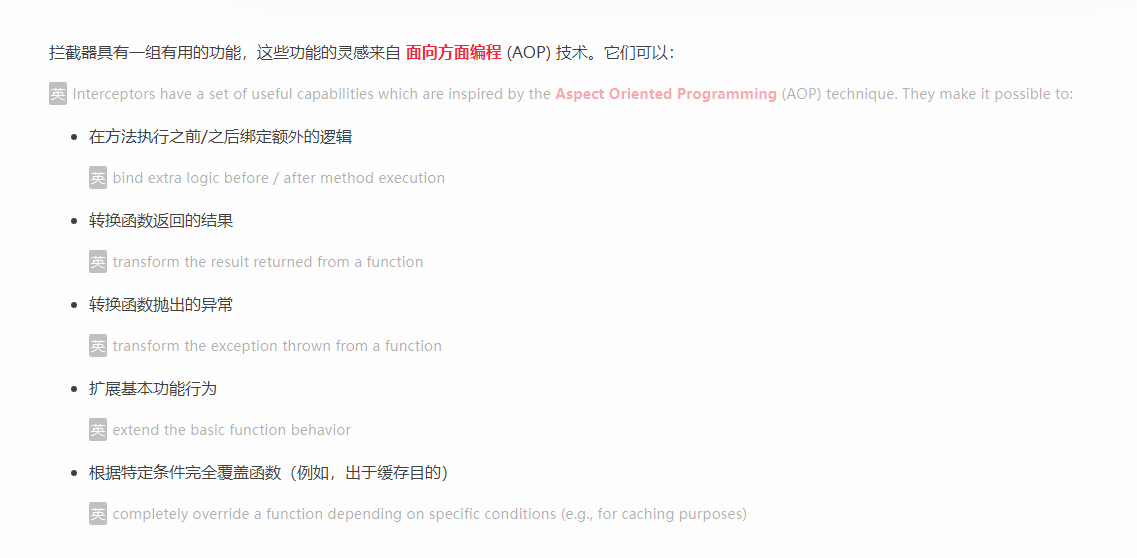 拦截器具有一组有用的功能，这些功能的灵感来自 面向方面编程 (AOP) 技术。它们可以：
英 Interceptors have a set of useful capabilities which are inspired by the Aspect Oriented Programming (AOP) technique. They make it possible to:
• 在方法执行之前/之后绑定额外的逻辑
英 bind extra logic before / after method execution
• 转换函数返回的结果
英 transform the result returned from a function
• 转换函数抛出的异常
英 transform the exception thrown from a function
• 扩展基本功能行为
英 extend the basic function behavior
• 根据特定条件完全覆盖函数（例如，出于缓存目的）
英 completely override a function depending on specific conditions (e.g., for caching purposes)